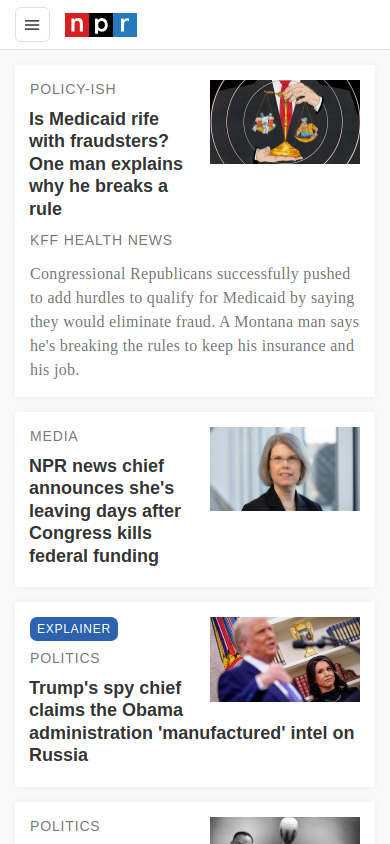 npr
POLICY-ISH
Is Medicaid rife
with fraudsters?
One man explains
why he breaks a
rule
KFF HEALTH NEWS
Congressional Republicans successfully pushed
to add hurdles to qualify for Medicaid by saying
they would eliminate fraud. A Montana man says
he's breaking the rules to keep his insurance and
his job.
MEDIA
NPR news chief
announces she's
leaving days after
Congress kills
federal funding
EXPLAINER
POLITICS
Trump's spy chief
claims the Obama
administration 'manufactured' intel on
Russia
POLITICS